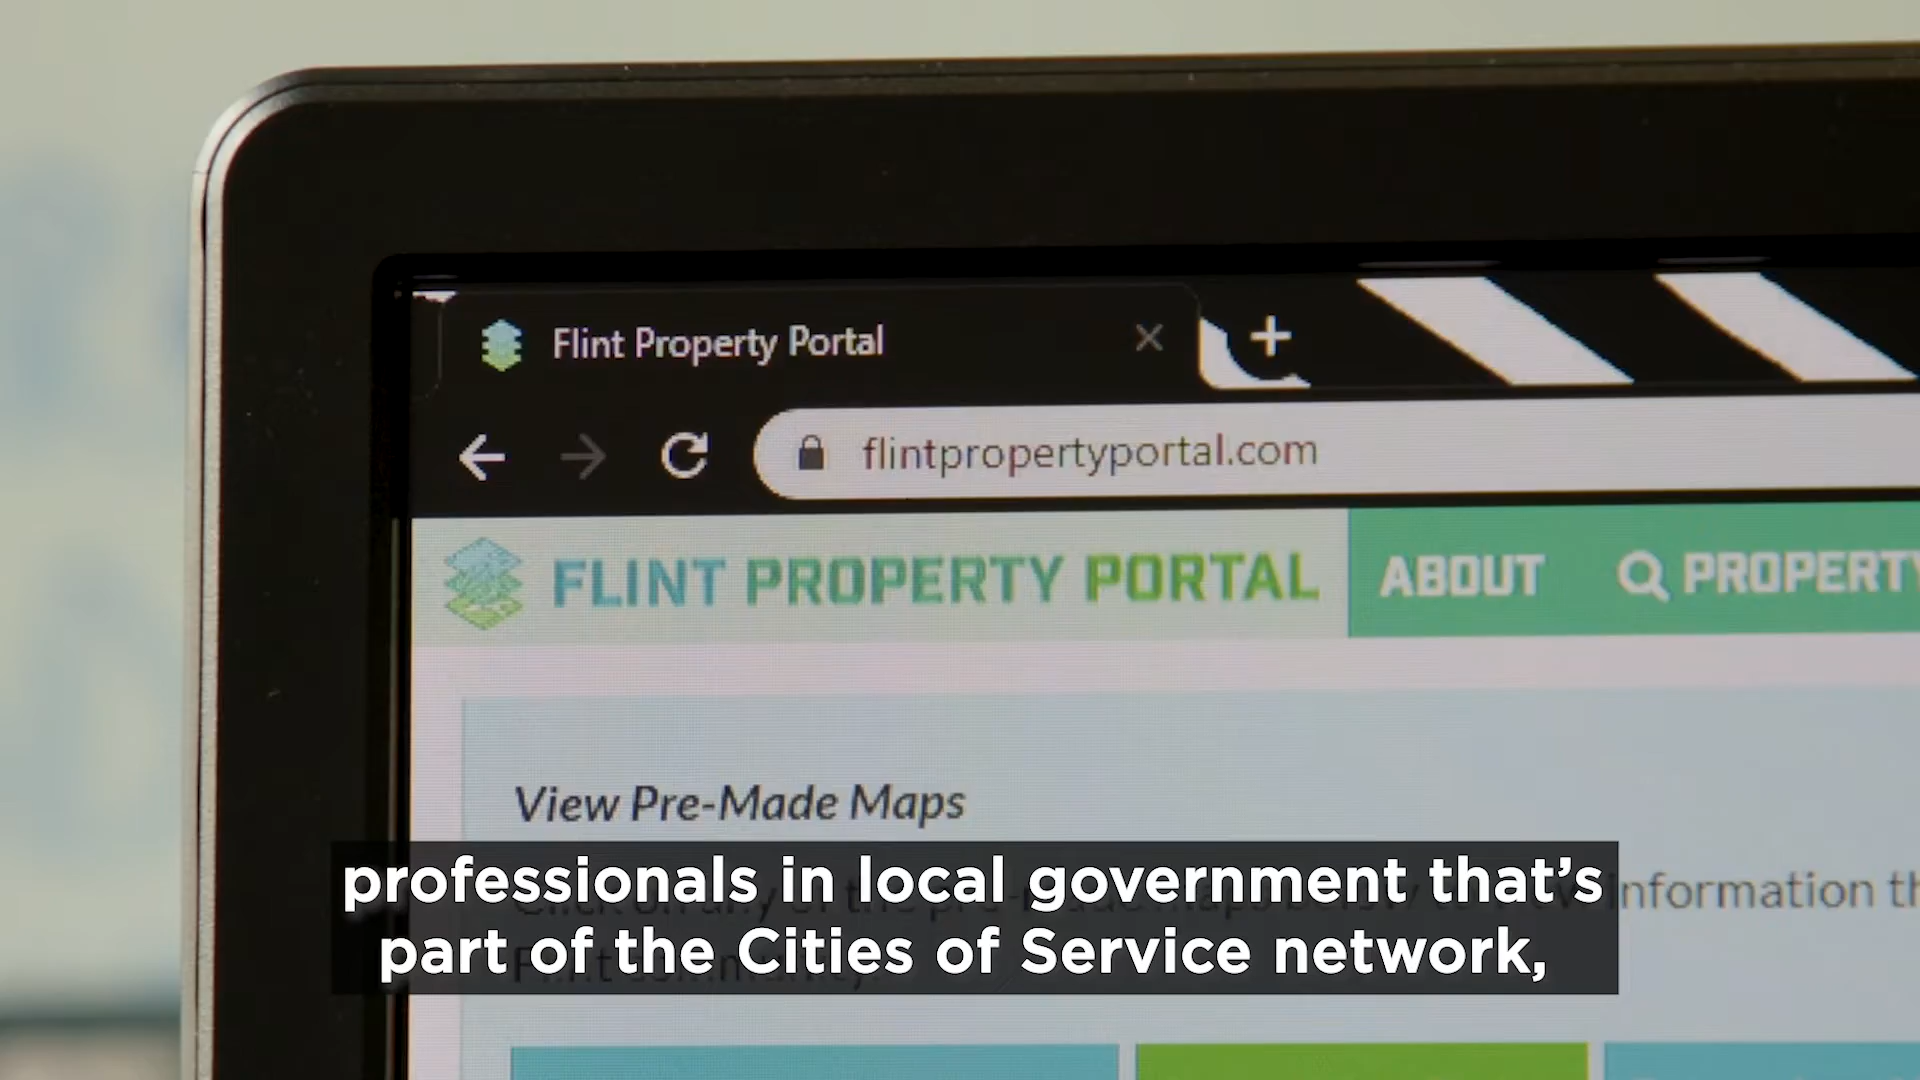 Flint Property Portal
flintpropertyportal.com
FLINT PROPERTY PORTAL ABOUT PROPERTY
View Pre-Made Maps
information th
professionals in local government that's
part of the Cities of Service network,